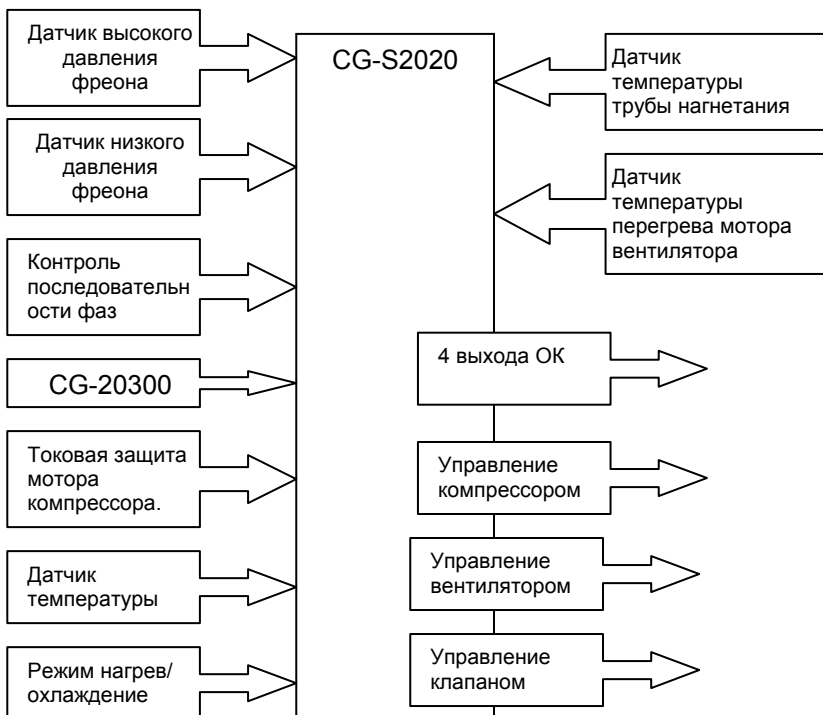 Датчик высокого
давления
фреона
Датчик низкого
давления
фреона
Контроль
последовательн
ости фаз
CG-20300
Токовая защита
мотора
компрессора.
Датчик
температуры
Режим нагрев/
охлаждение
CG-S2020
Датчик
температуры
трубы нагнетания
Датчик
температуры
перегрева мотора
вентилятора
4 выхода ОК
Управление
компрессором
Управление
вентилятором
Управление
клапаном